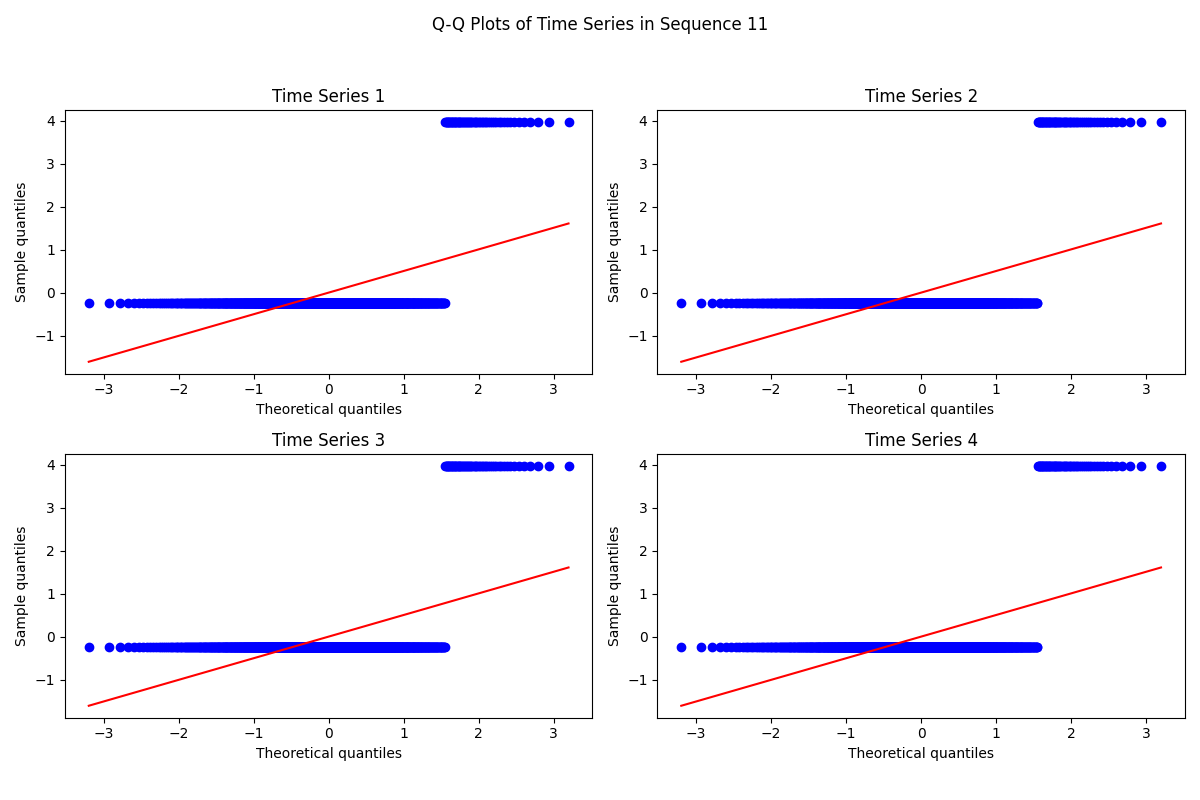 Q-Q Plots of Time Series in Sequence 11
Time Series 1
4
3
2
1
0
−1
Sample quantiles
−3 −2 −1 0 1 2 3
Theoretical quantiles
Time Series 2
4
3
2
1
0
−1
Sample quantiles
−3 −2 −1 0 1 2 3
Theoretical quantiles
Time Series 3
4
3
2
1
0
−1
Sample quantiles
−3 −2 −1 0 1 2 3
Theoretical quantiles
Time Series 4
4
3
2
1
0
−1
Sample quantiles
−3 −2 −1 0 1 2 3
Theoretical quantiles